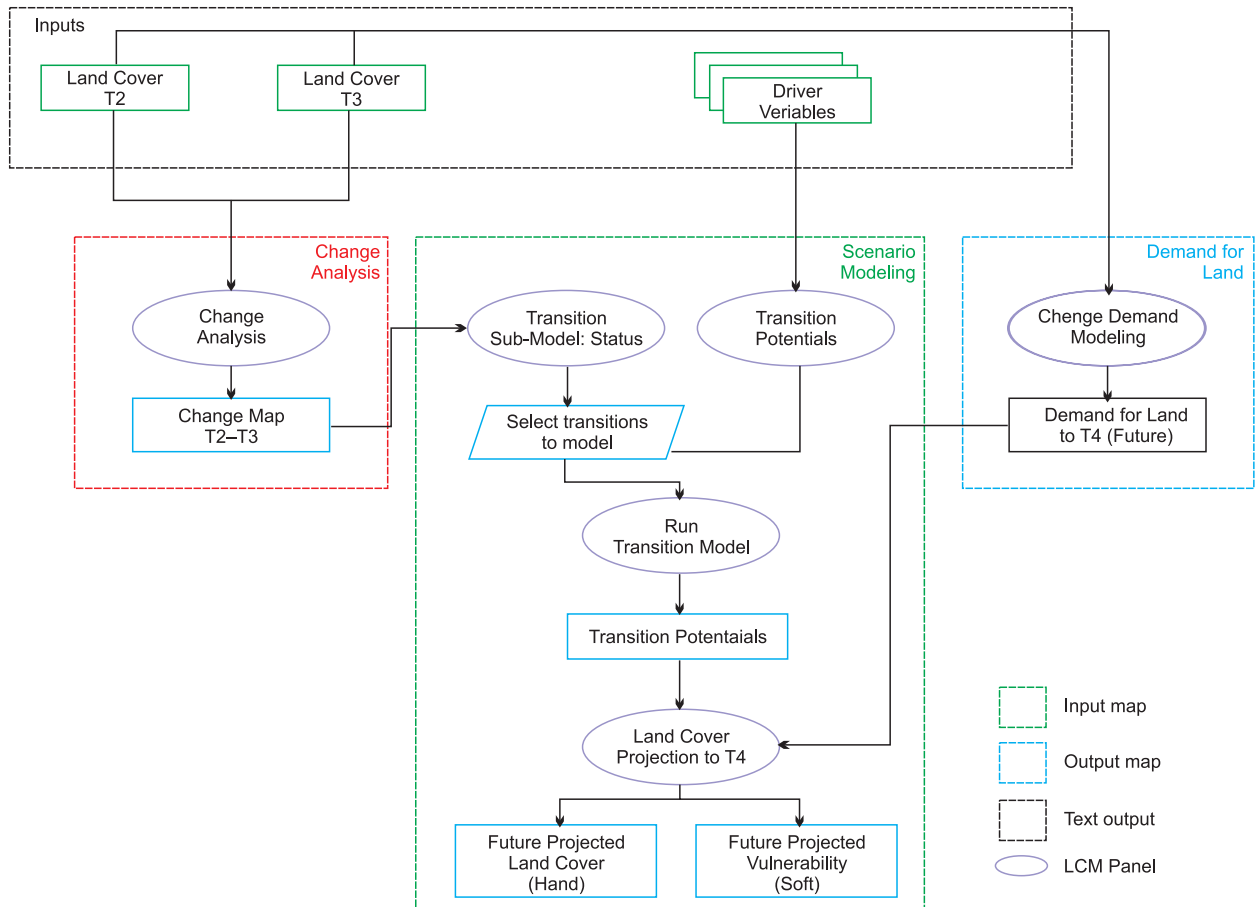 Inputs
Land Cover
T2
Land Cover
T3
Driver
Veriables
Change
Analysis
Scenario
Modeling
Demand for
Land
Change
Analysis
Transition
Sub-Model: Status
Transition
Potentials
Chenge Demand
Modeling
Change Map
T2–T3
Select transitions
to model
Demand for Land
to T4 (Future)
Run
Transition Model
Transition Potentaials
Land Cover
Projection to T4
Future Projected
Land Cover
(Hand)
Future Projected
Vulnerability
(Soft)
Input map
Output map
Text output
LCM Panel